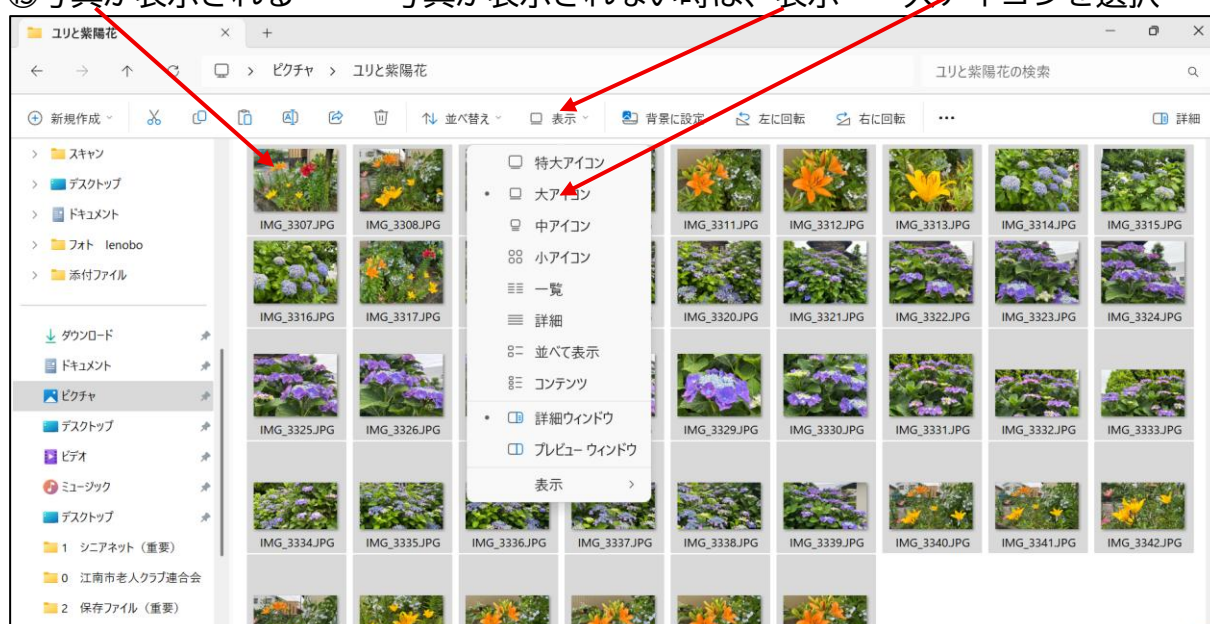 ⑬写真が表示される 写真が表示されない時は、表示 大アイコンを選択
ユリと紫陽花
ピクチャ ユリと紫陽花 ユリと紫陽花の検索
新規作成 並べ替え 表示 背景に設定 左に回転 右に回転 ... 詳細
スキャン
デスクトップ
ドキュメント
フォト lenobo
添付ファイル
ダウンロード
ドキュメント
ピクチャ
デスクトップ
ビデオ
ミュージック
デスクトップ
1 シニアネット（重要）
0 江南市老人クラブ連合会
2 保存ファイル（重要）
特大アイコン
大アイコン
中アイコン
小アイコン
一覧
詳細
並べて表示
コンテンツ
詳細ウィンドウ
プレビュー ウィンドウ
表示
IMG_3307.JPG IMG_3308.JPG IMG_3311.JPG IMG_3312.JPG IMG_3313.JPG IMG_3314.JPG IMG_3315.JPG
IMG_3316.JPG IMG_3317.JPG IMG_3320.JPG IMG_3321.JPG IMG_3322.JPG IMG_3323.JPG IMG_3324.JPG
IMG_3325.JPG IMG_3326.JPG IMG_3329.JPG IMG_3330.JPG IMG_3331.JPG IMG_3332.JPG IMG_3333.JPG
IMG_3334.JPG IMG_3335.JPG IMG_3336.JPG IMG_3337.JPG IMG_3338.JPG IMG_3339.JPG IMG_3340.JPG IMG_3341.JPG IMG_3342.JPG